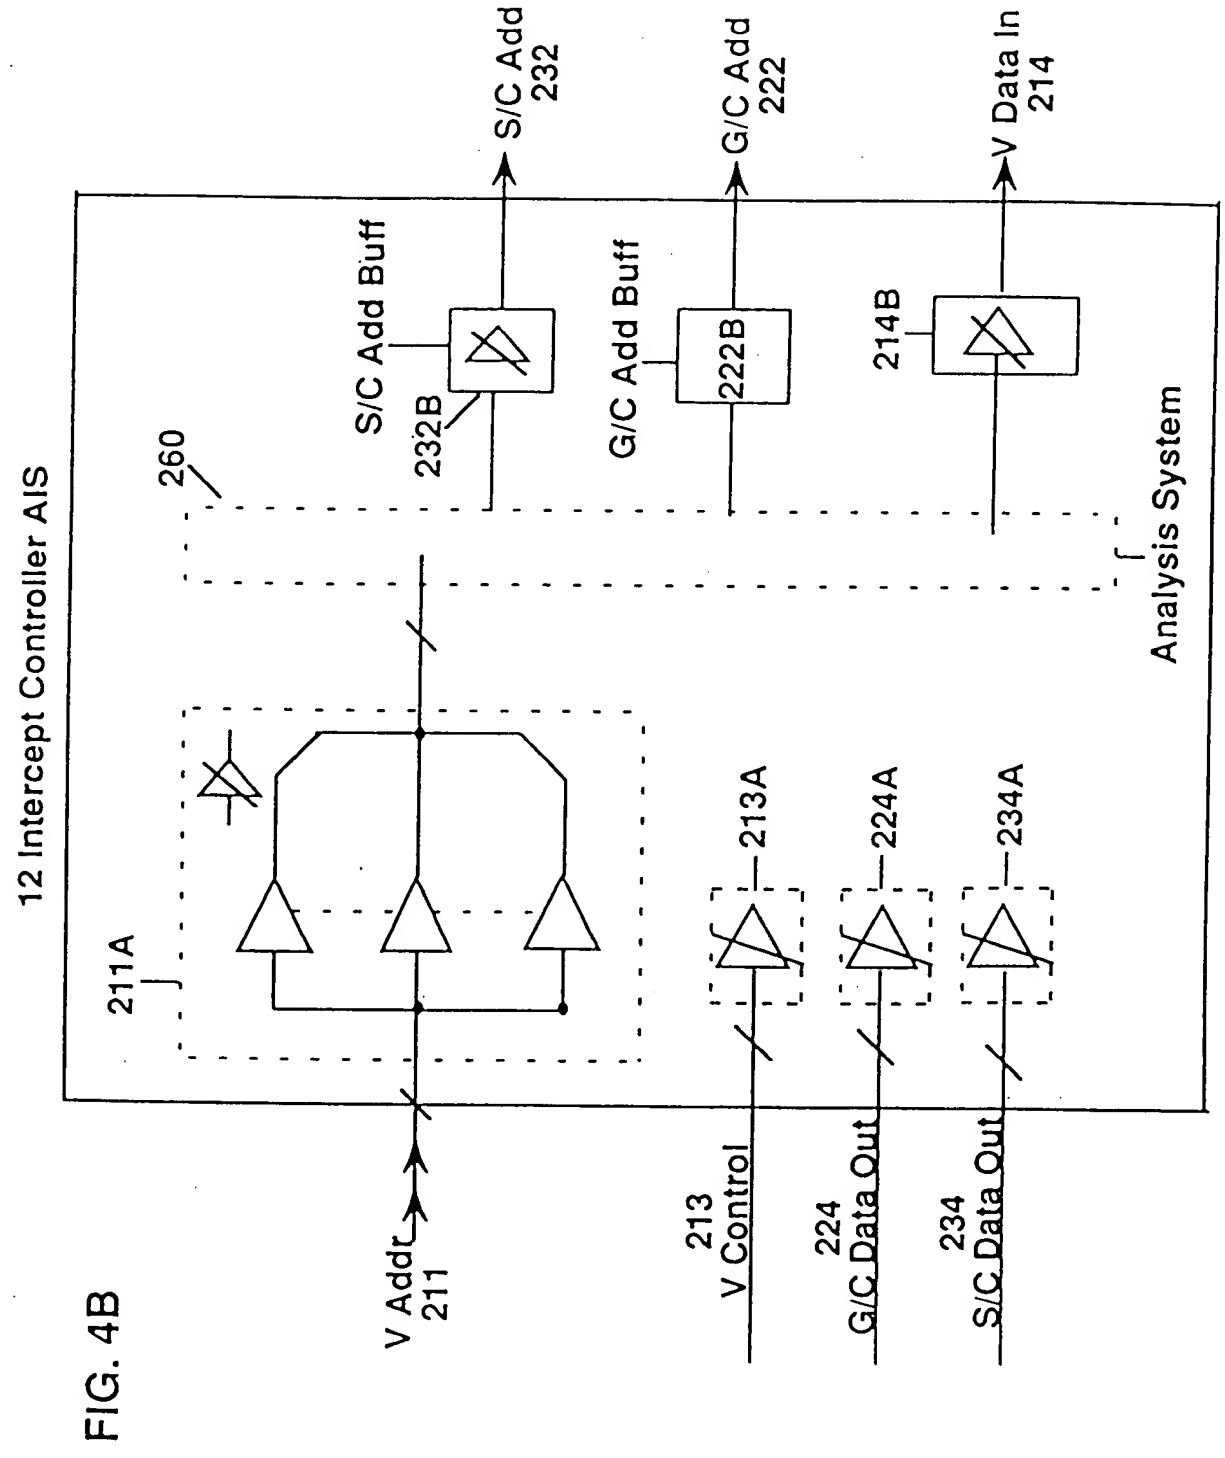 FIG. 4B
12 Intercept Controller AIS
211A
260
S/C Add Buff
232B
S/C Add
232
G/C Add Buff
222B
G/C Add
222
214B
V Data In
214
V Addr
211
213
V Control
213A
224
G/C Data Out
224A
234
S/C Data Out
234A
Analysis System